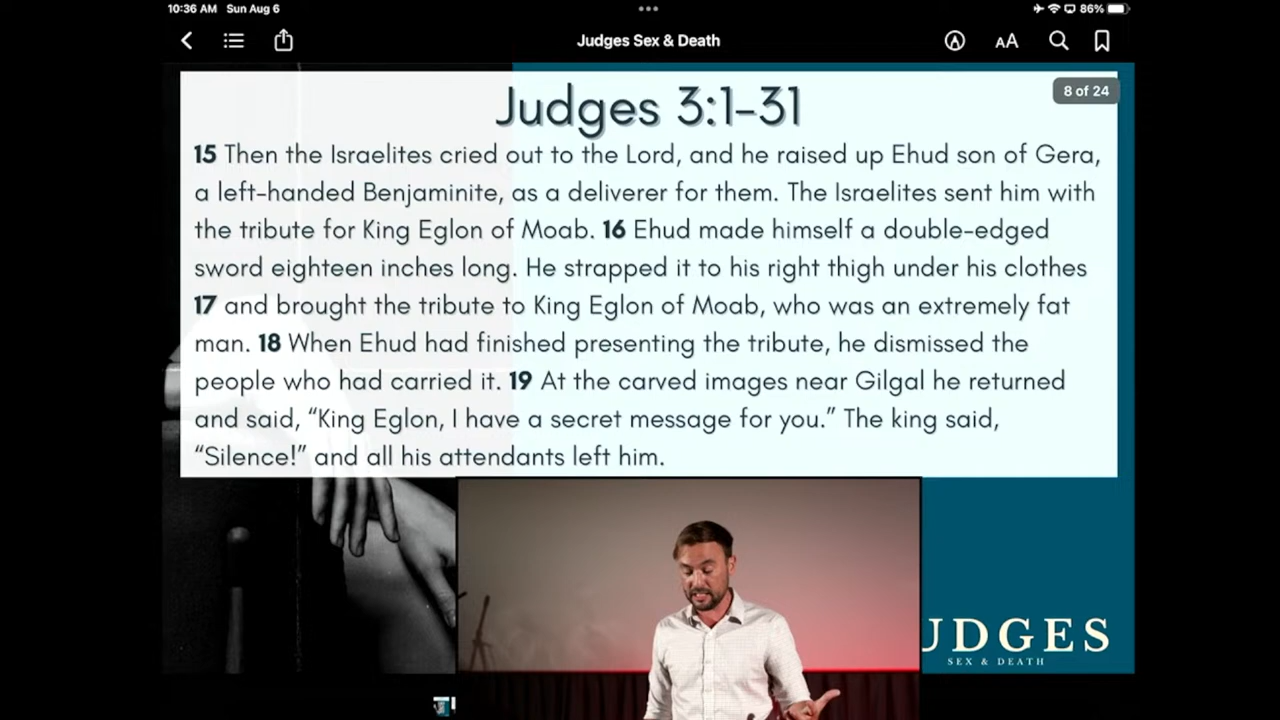 10:36 AM Sun Aug 6
86%
Judges Sex & Death
AA
8 of 24
Judges 3:1-31
15 Then the Israelites cried out to the Lord, and he raised up Ehud son of Gera,
a left-handed Benjaminite, as a deliverer for them. The Israelites sent him with
the tribute for King Eglon of Moab. 16 Ehud made himself a double-edged
sword eighteen inches long. He strapped it to his right thigh under his clothes
17 and brought the tribute to King Eglon of Moab, who was an extremely fat
man. 18 When Ehud had finished presenting the tribute, he dismissed the
people who had carried it. 19 At the carved images near Gilgal he returned
and said, “King Eglon, I have a secret message for you.” The king said,
“Silence!” and all his attendants left him.
UDGES
SEX & DEATH